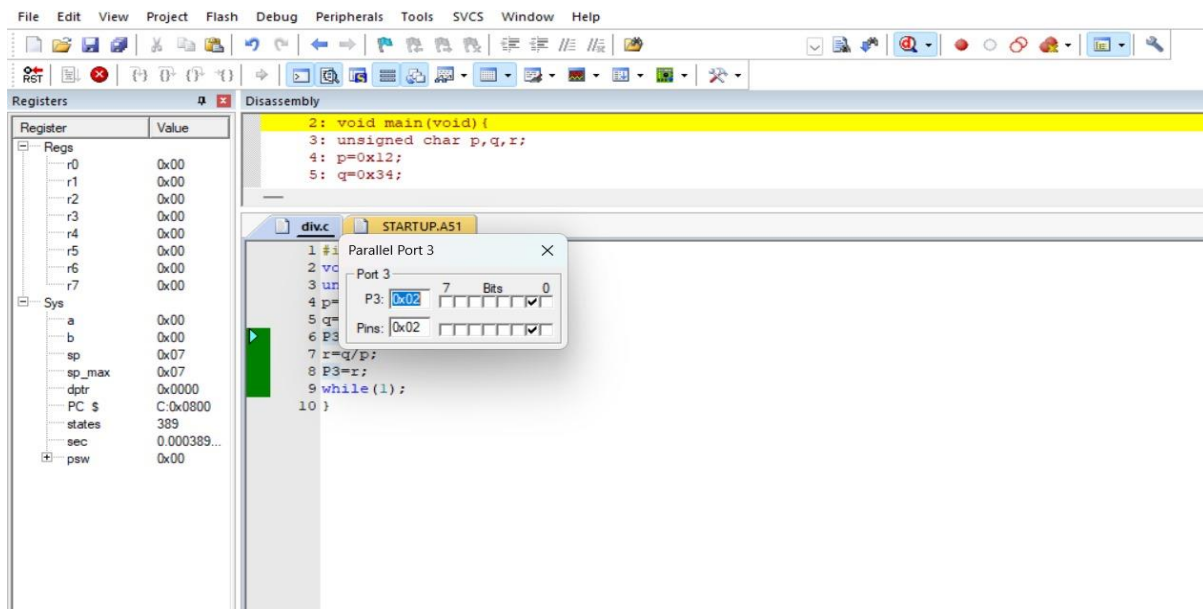 File Edit View Project Flash Debug Peripherals Tools SVCS Window Help
RST
Registers
Register Value
Regs
r0 0x00
r1 0x00
r2 0x00
r3 0x00
r4 0x00
r5 0x00
r6 0x00
r7 0x00
Sys
a 0x00
b 0x00
sp 0x07
sp_max 0x07
dptr 0x0000
PC $ C:0x0800
states 389
sec 0.000389...
psw 0x00
Disassembly
2: void main(void){
3: unsigned char p,q,r;
4: p=0x12;
5: q=0x34;
div.c STARTUP.A51
1 #i
2 vo
3 un
4 p=
5 q=
6 P3
7 r=q/p;
8 P3=r;
9 while(1);
10 }
Parallel Port 3
Port 3
7 Bits 0
P3: 0x02
Pins: 0x02